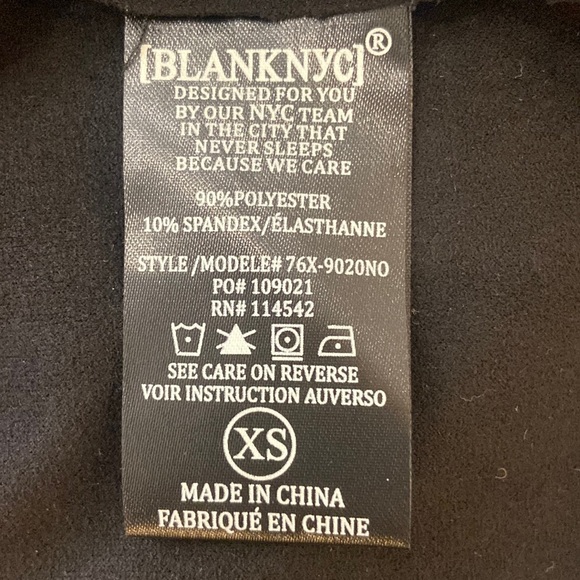 [BLANKNYC]®
DESIGNED FOR YOU
BY OUR NYC TEAM
IN THE CITY THAT
NEVER SLEEPS
BECAUSE WE CARE
90%POLYESTER
10% SPANDEX/ÉLASTHANNE
STYLE /MODELE# 76X-9020NO
PO# 109021
RN# 114542
SEE CARE ON REVERSE
VOIR INSTRUCTION AUVERSO
XS
MADE IN CHINA
FABRIQUÉ EN CHINE